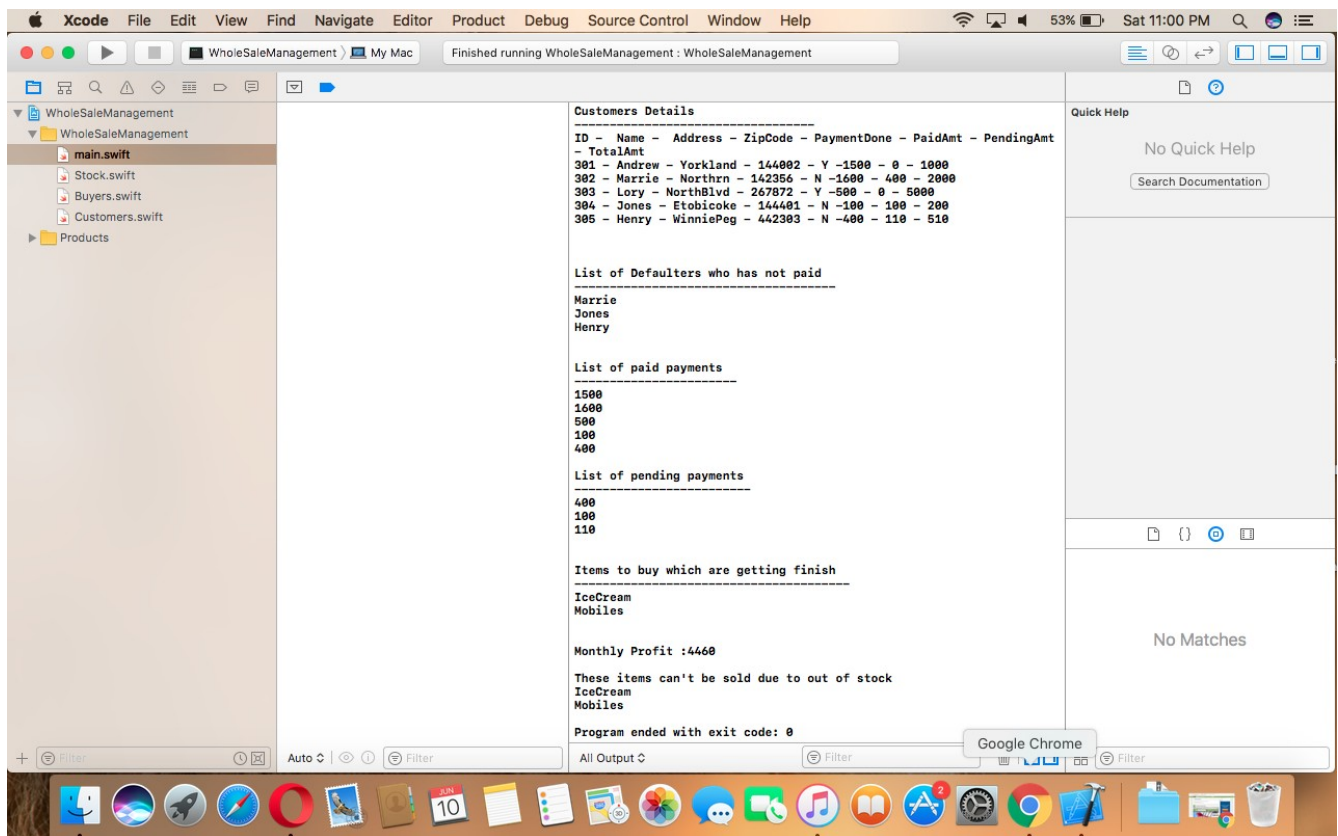 Xcode File Edit View Find Navigate Editor Product Debug Source Control Window Help 53% Sat 11:00 PM
WholeSaleManagement My Mac Finished running WholeSaleManagement : WholeSaleManagement
WholeSaleManagement
WholeSaleManagement
main.swift
Stock.swift
Buyers.swift
Customers.swift
Products
Customers Details
----------------------------------
ID - Name - Address - ZipCode - PaymentDone - PaidAmt - PendingAmt
- TotalAmt
301 - Andrew - Yorkland - 144002 - Y -1500 - 0 - 1000
302 - Marrie - Northrn - 142356 - N -1600 - 400 - 2000
303 - Lory - NorthBlvd - 267872 - Y -500 - 0 - 5000
304 - Jones - Etobicoke - 144401 - N -100 - 100 - 200
305 - Henry - WinniePeg - 442303 - N -400 - 110 - 510
List of Defaulters who has not paid
-------------------------------------
Marrie
Jones
Henry
List of paid payments
-----------------------
1500
1600
500
100
400
List of pending payments
-------------------------
400
100
110
Items to buy which are getting finish
---------------------------------------
IceCream
Mobiles
Monthly Profit :4460
These items can't be sold due to out of stock
IceCream
Mobiles
Program ended with exit code: 0
Quick Help
No Quick Help
Search Documentation
{}
No Matches
Filter
Auto
Filter
All Output
Filter
Google Chrome
Filter
JUN
10
3D
2